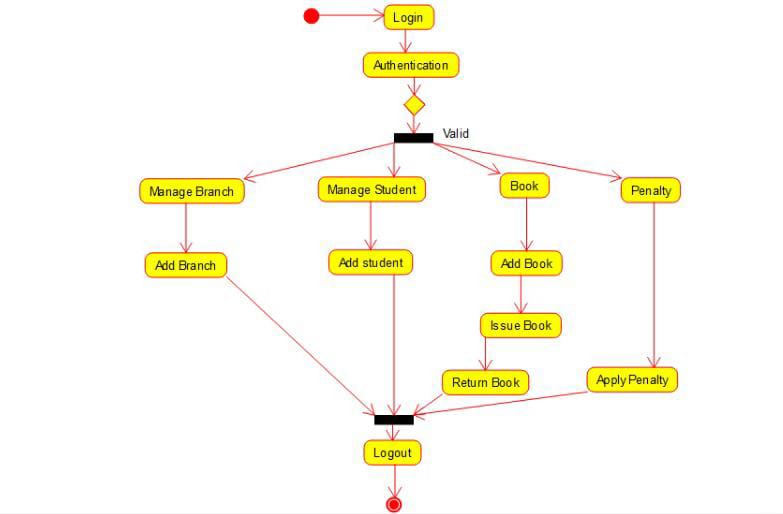 Login
Authentication
Valid
Manage Branch
Manage Student
Book
Penalty
Add Branch
Add student
Add Book
Issue Book
Return Book
Apply Penalty
Logout